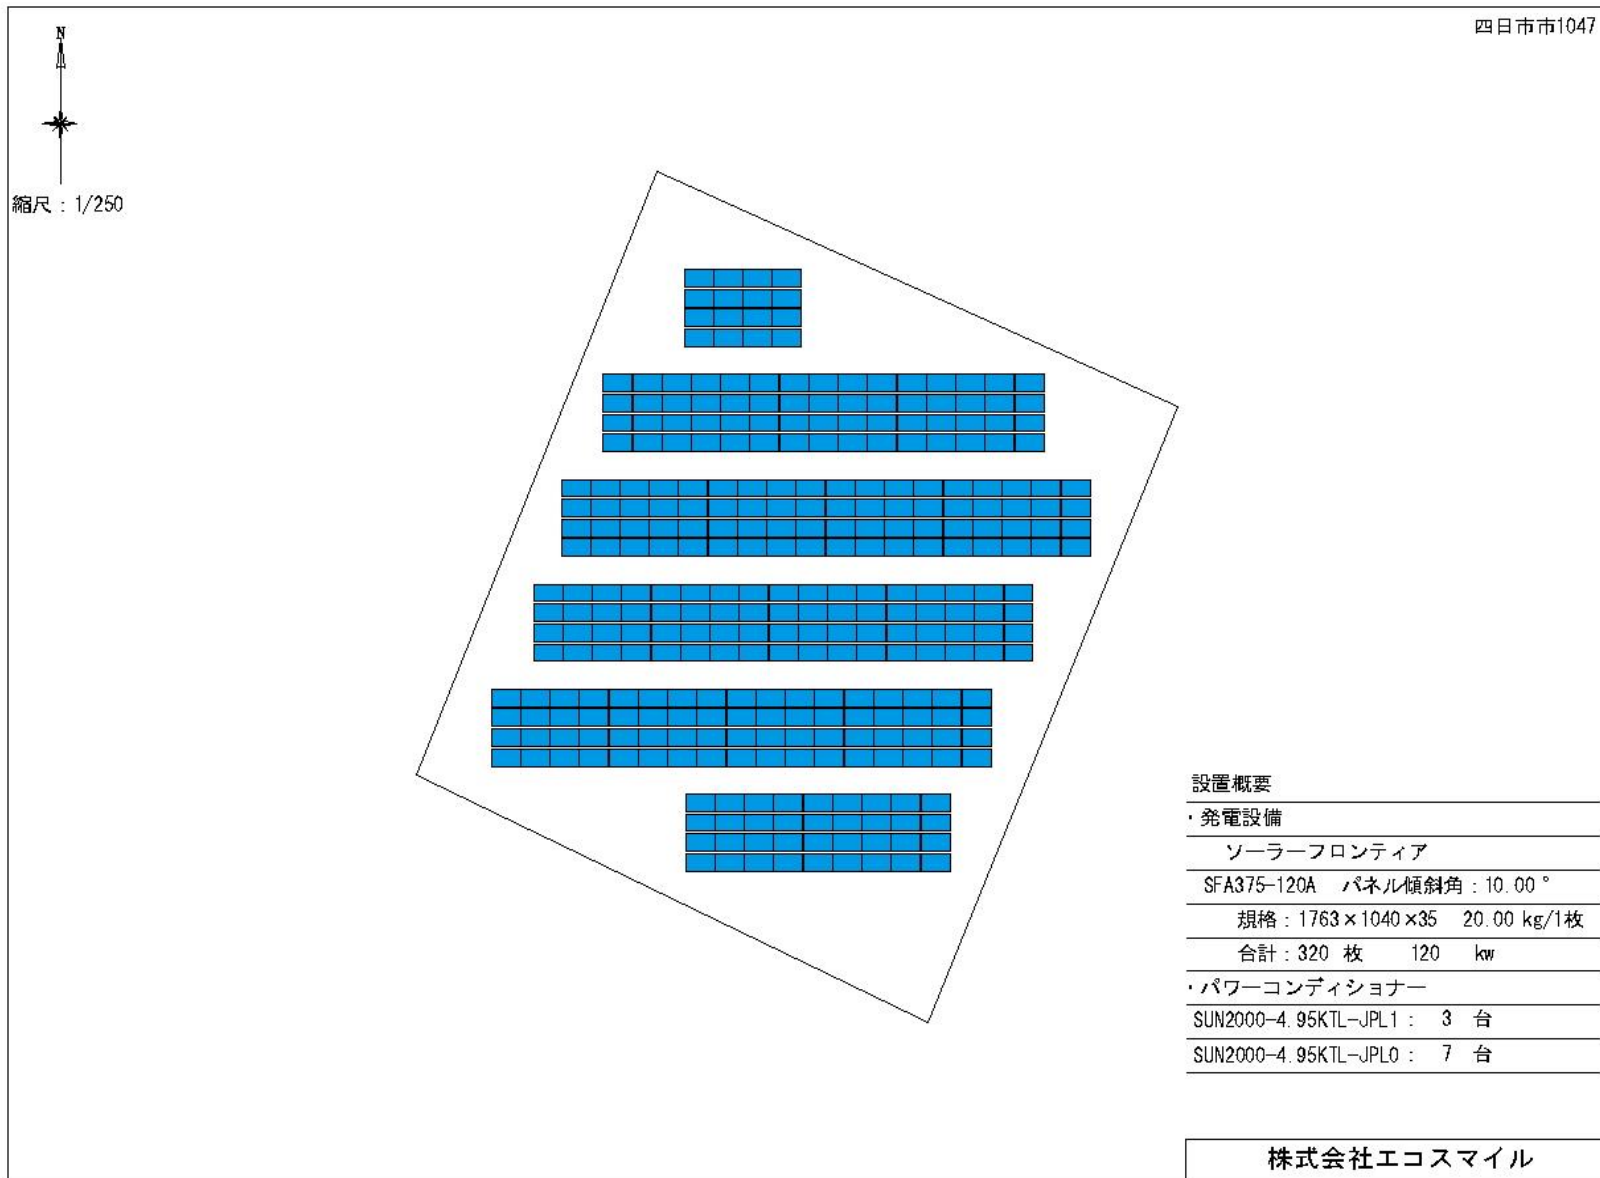 四日市市1047
N
縮尺：1/250
設置概要
・発電設備
ソーラーフロンティア
SFA375-120A　パネル傾斜角：10.00°
規格：1763×1040×35　20.00 kg/1枚
合計：320 枚　120　kw
・パワーコンディショナー
SUN2000-4.95KTL-JPL1：　3　台
SUN2000-4.95KTL-JPL0：　7　台
株式会社エコスマイル